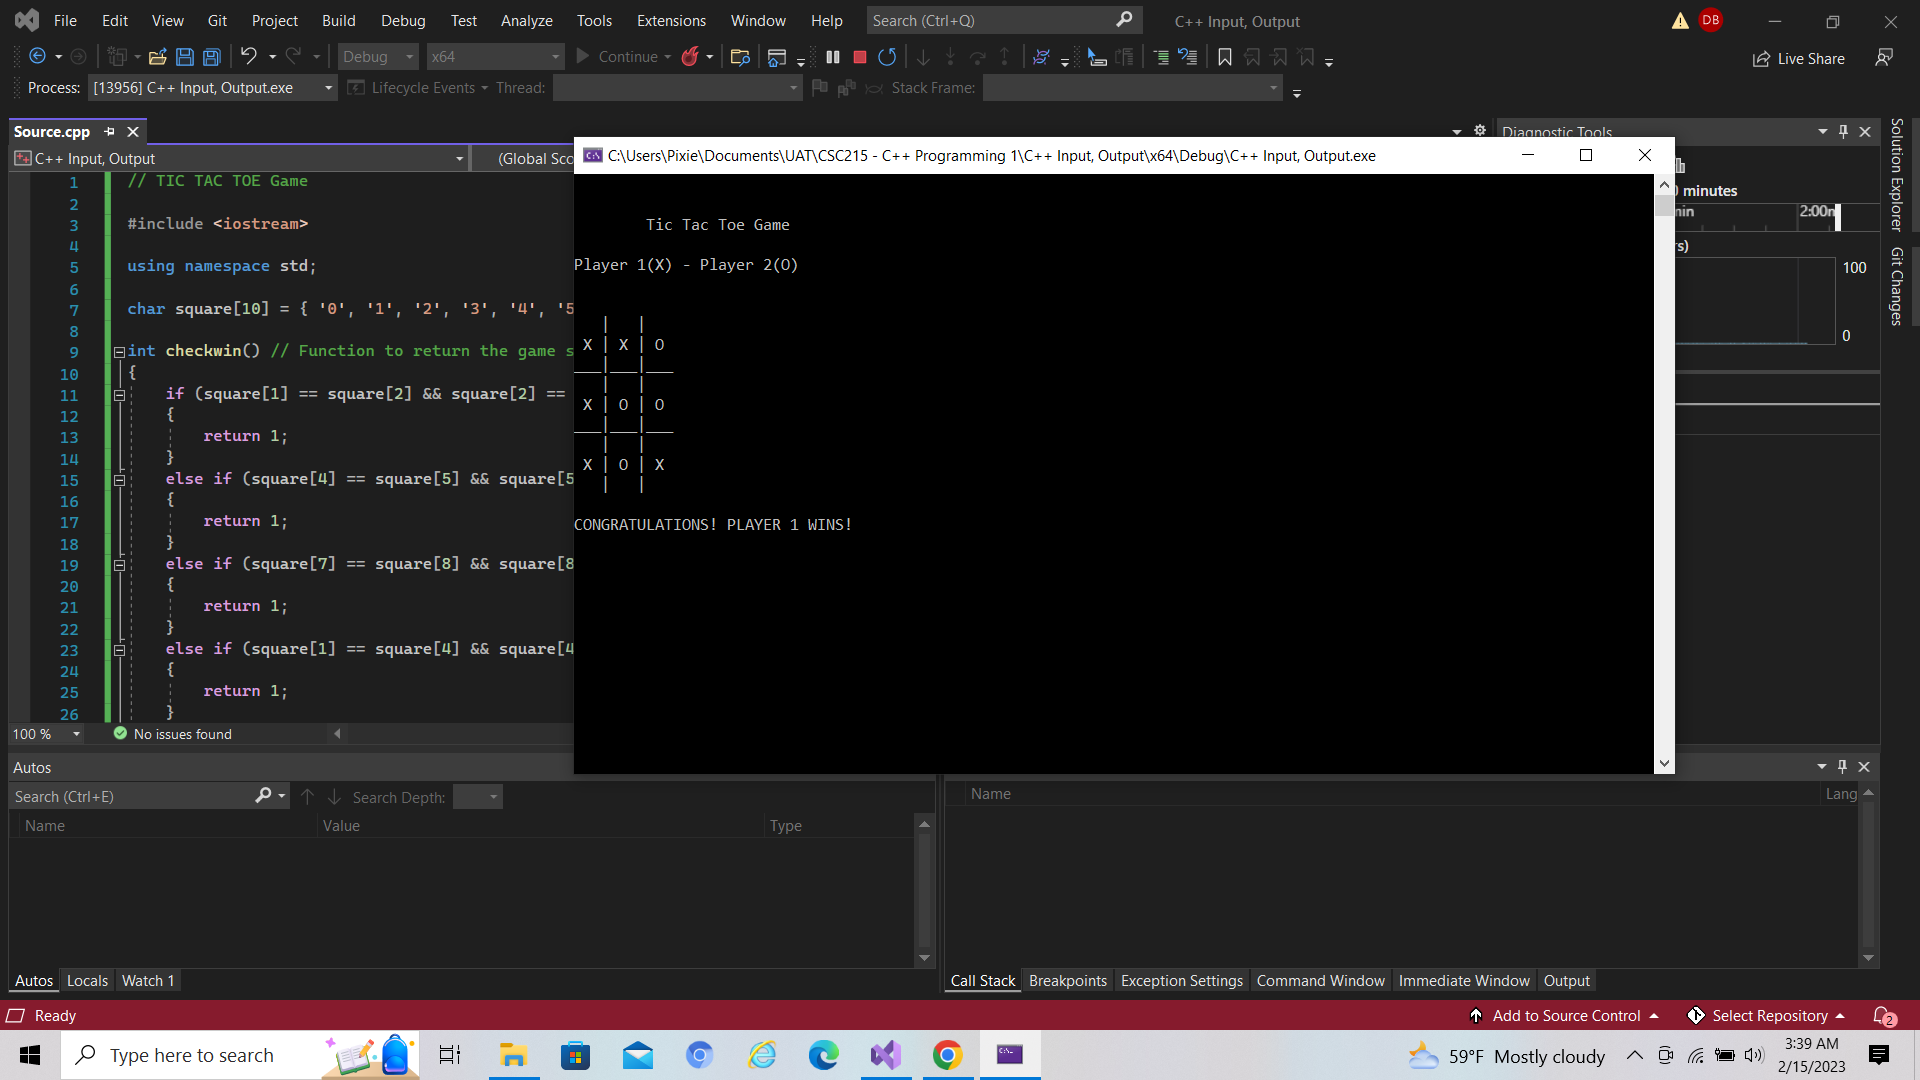 File Edit View Git Project Build Debug Test Analyze Tools Extensions Window Help Search (Ctrl+Q) C++ Input, Output DB
Debug x64 Continue Live Share
Process: [13956] C++ Input, Output.exe Lifecycle Events Thread: Stack Frame:
Source.cpp
C++ Input, Output (Global Sco
1 // TIC TAC TOE Game
2
3 #include <iostream>
4
5 using namespace std;
6
7 char square[10] = { '0', '1', '2', '3', '4', '5
8
9 int checkwin() // Function to return the game s
10 {
11 if (square[1] == square[2] && square[2] ==
12 {
13 return 1;
14 }
15 else if (square[4] == square[5] && square[5
16 {
17 return 1;
18 }
19 else if (square[7] == square[8] && square[8
20 {
21 return 1;
22 }
23 else if (square[1] == square[4] && square[4
24 {
25 return 1;
26 }
100 % No issues found
C:\Users\Pixie\Documents\UAT\CSC215 - C++ Programming 1\C++ Input, Output\x64\Debug\C++ Input, Output.exe
Tic Tac Toe Game
Player 1(X) - Player 2(O)
   |   |
 X | X | O
___|___|___
   |   |
 X | O | O
___|___|___
   |   |
 X | O | X
   |   |
CONGRATULATIONS! PLAYER 1 WINS!
Diagnostic Tools
minutes
min 2:00m
s)
100
0
Solution Explorer
Git Changes
Autos
Search (Ctrl+E) Search Depth:
Name Value Type
Autos Locals Watch 1
Name Lang
Call Stack Breakpoints Exception Settings Command Window Immediate Window Output
Ready Add to Source Control Select Repository 2
Type here to search 59°F Mostly cloudy 3:39 AM
2/15/2023